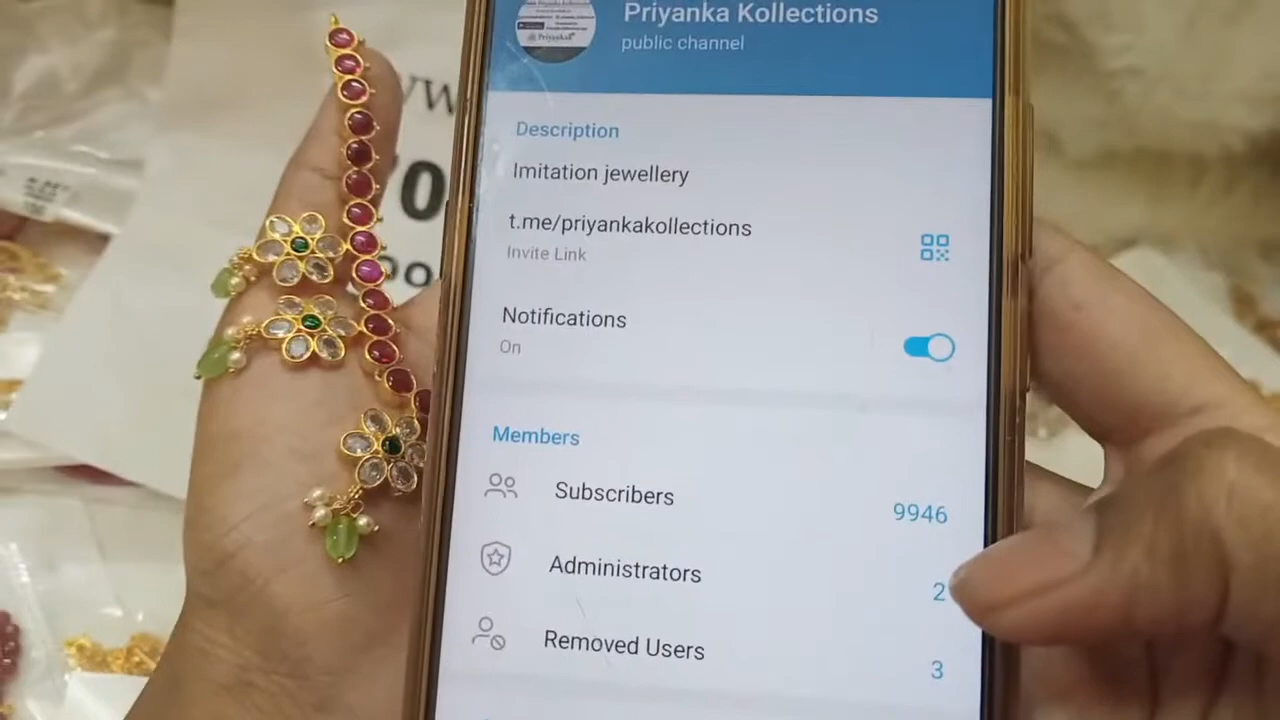 Priyanka Kollections
public channel
Description
Imitation jewellery
t.me/priyankakollections
Invite Link
Notifications
On
Members
Subscribers
9946
Administrators
2
Removed Users
3